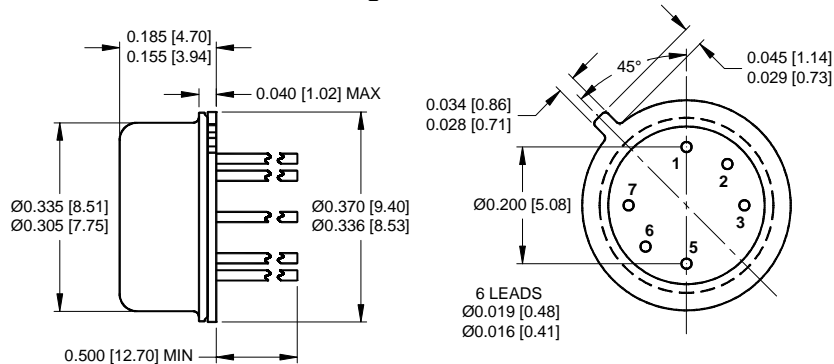 0.185 [4.70]
0.155 [3.94]
0.040 [1.02] MAX
Ø0.335 [8.51]
Ø0.305 [7.75]
Ø0.370 [9.40]
Ø0.336 [8.53]
0.500 [12.70] MIN
45°
0.045 [1.14]
0.029 [0.73]
0.034 [0.86]
0.028 [0.71]
Ø0.200 [5.08]
1
2
3
5
6
7
6 LEADS
Ø0.019 [0.48]
Ø0.016 [0.41]